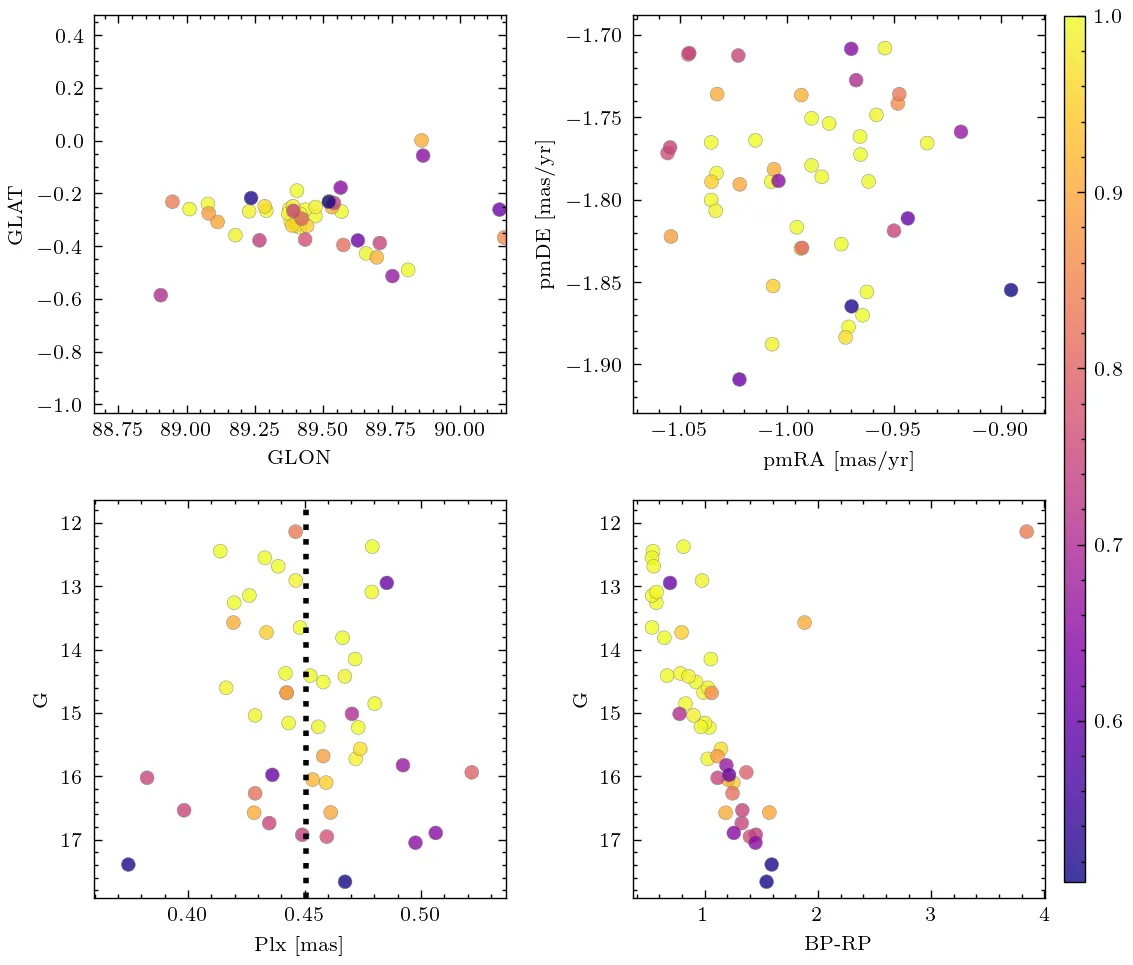 0.4
0.2
0.0
−0.2
−0.4
−0.6
−0.8
−1.0
GLAT
88.75 89.00 89.25 89.50 89.75 90.00
GLON
−1.70
−1.75
−1.80
−1.85
−1.90
pmDE [mas/yr]
−1.05 −1.00 −0.95 −0.90
pmRA [mas/yr]
1.0
0.9
0.8
0.7
0.6
12
13
14
15
16
17
G
0.40 0.45 0.50
Plx [mas]
12
13
14
15
16
17
G
1 2 3 4
BP-RP